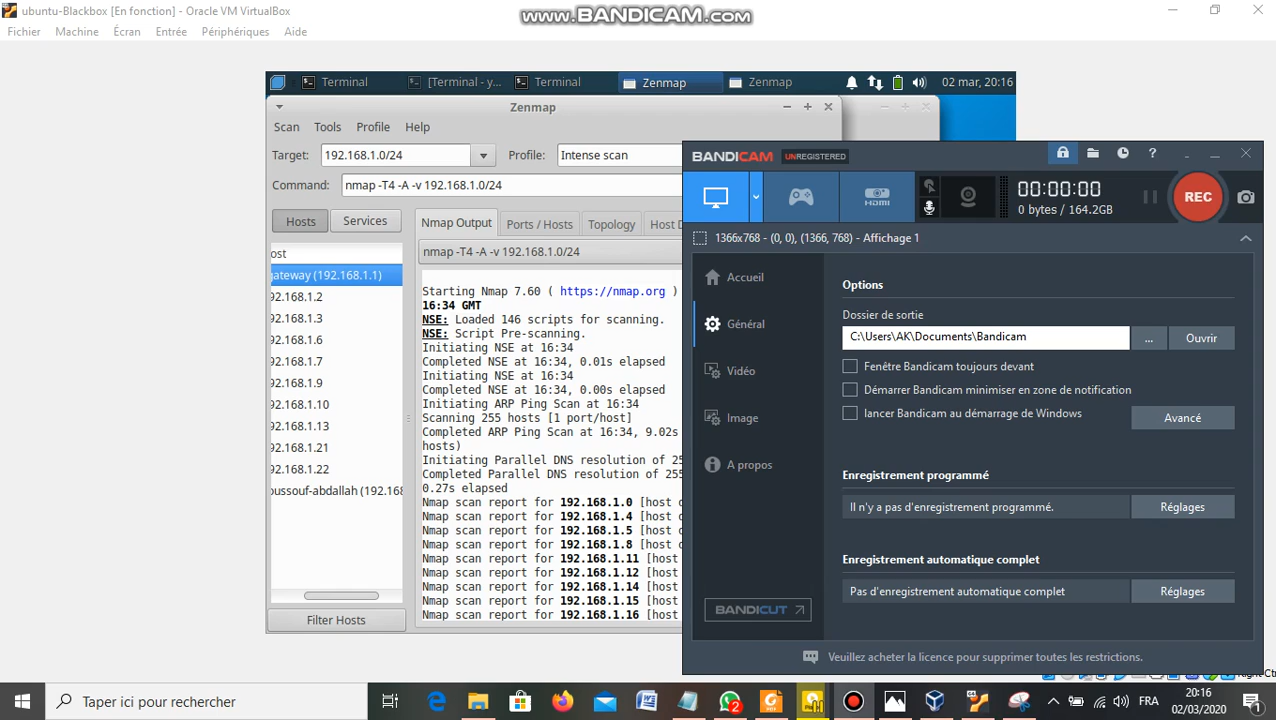 ubuntu-Blackbox [En fonction] - Oracle VM VirtualBox
www.BANDICAM.com
Fichier Machine Écran Entrée Périphériques Aide
Terminal [Terminal - y... Terminal Zenmap Zenmap 02 mar, 20:16
Zenmap
Scan Tools Profile Help
Target: 192.168.1.0/24 Profile: Intense scan
Command: nmap -T4 -A -v 192.168.1.0/24
Hosts Services
Nmap Output Ports / Hosts Topology Host D
ost
gateway (192.168.1.1)
92.168.1.2
92.168.1.3
92.168.1.6
92.168.1.7
92.168.1.9
92.168.1.10
92.168.1.13
92.168.1.21
92.168.1.22
oussouf-abdallah (192.168
Filter Hosts
nmap -T4 -A -v 192.168.1.0/24
Starting Nmap 7.60 ( https://nmap.org )
16:34 GMT
NSE: Loaded 146 scripts for scanning.
NSE: Script Pre-scanning.
Initiating NSE at 16:34
Completed NSE at 16:34, 0.01s elapsed
Initiating NSE at 16:34
Completed NSE at 16:34, 0.00s elapsed
Initiating ARP Ping Scan at 16:34
Scanning 255 hosts [1 port/host]
Completed ARP Ping Scan at 16:34, 9.02s
hosts)
Initiating Parallel DNS resolution of 25
Completed Parallel DNS resolution of 255
0.27s elapsed
Nmap scan report for 192.168.1.0 [host d
Nmap scan report for 192.168.1.4 [host d
Nmap scan report for 192.168.1.5 [host d
Nmap scan report for 192.168.1.8 [host d
Nmap scan report for 192.168.1.11 [host
Nmap scan report for 192.168.1.12 [host
Nmap scan report for 192.168.1.14 [host
Nmap scan report for 192.168.1.15 [host
Nmap scan report for 192.168.1.16 [host
BANDICAM UNREGISTERED
HDMI
00:00:00
0 bytes / 164.2GB
REC
1366x768 - (0, 0), (1366, 768) - Affichage 1
Accueil
Général
Vidéo
Image
A propos
BANDICUT
Options
Dossier de sortie
C:\Users\AK\Documents\Bandicam ... Ouvrir
Fenêtre Bandicam toujours devant
Démarrer Bandicam minimiser en zone de notification
lancer Bandicam au démarrage de Windows
Avancé
Enregistrement programmé
Il n'y a pas d'enregistrement programmé. Réglages
Enregistrement automatique complet
Pas d'enregistrement automatique complet Réglages
Veuillez acheter la licence pour supprimer toutes les restrictions.
Taper ici pour rechercher
2
FRA
20:16
02/03/2020
1